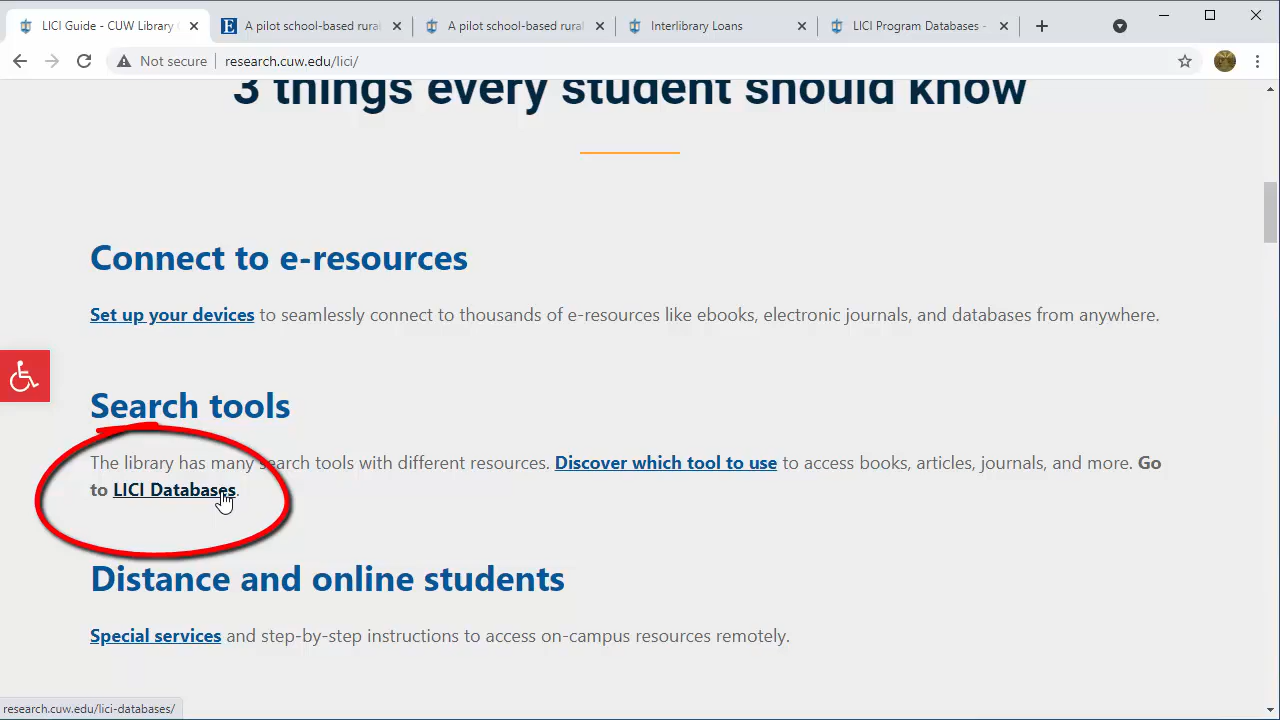 LICI Guide - CUW Library
A pilot school-based rural
A pilot school-based rural
Interlibrary Loans
LICI Program Databases -
Not secure
research.cuw.edu/lici/
3 things every student should know
Connect to e-resources
Set up your devices to seamlessly connect to thousands of e-resources like ebooks, electronic journals, and databases from anywhere.
Search tools
The library has many search tools with different resources. Discover which tool to use to access books, articles, journals, and more. Go
to LICI Databases.
Distance and online students
Special services and step-by-step instructions to access on-campus resources remotely.
research.cuw.edu/lici-databases/